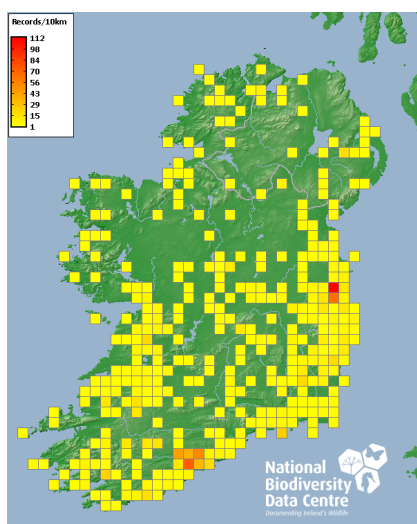 Records/10km
112
98
84
70
56
43
29
15
1
National
Biodiversity
Data Centre
Documenting Ireland's Wildlife